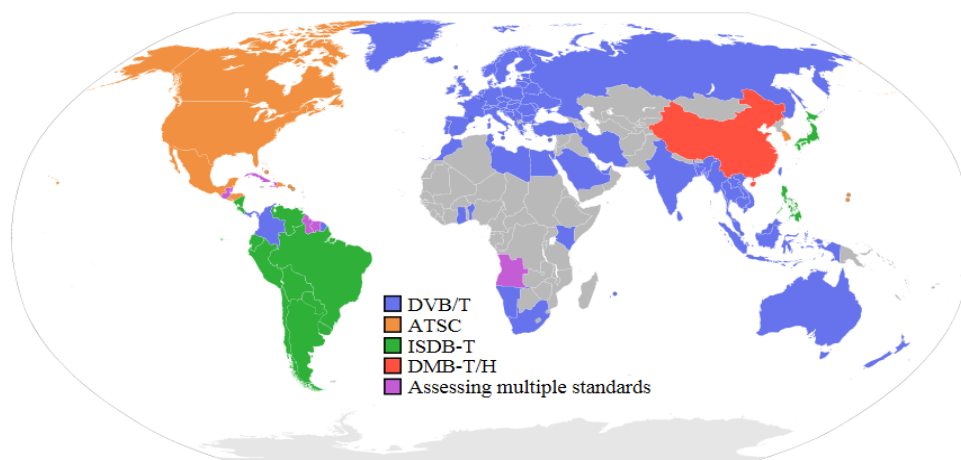 DVB/T
ATSC
ISDB-T
DMB-T/H
Assessing multiple standards